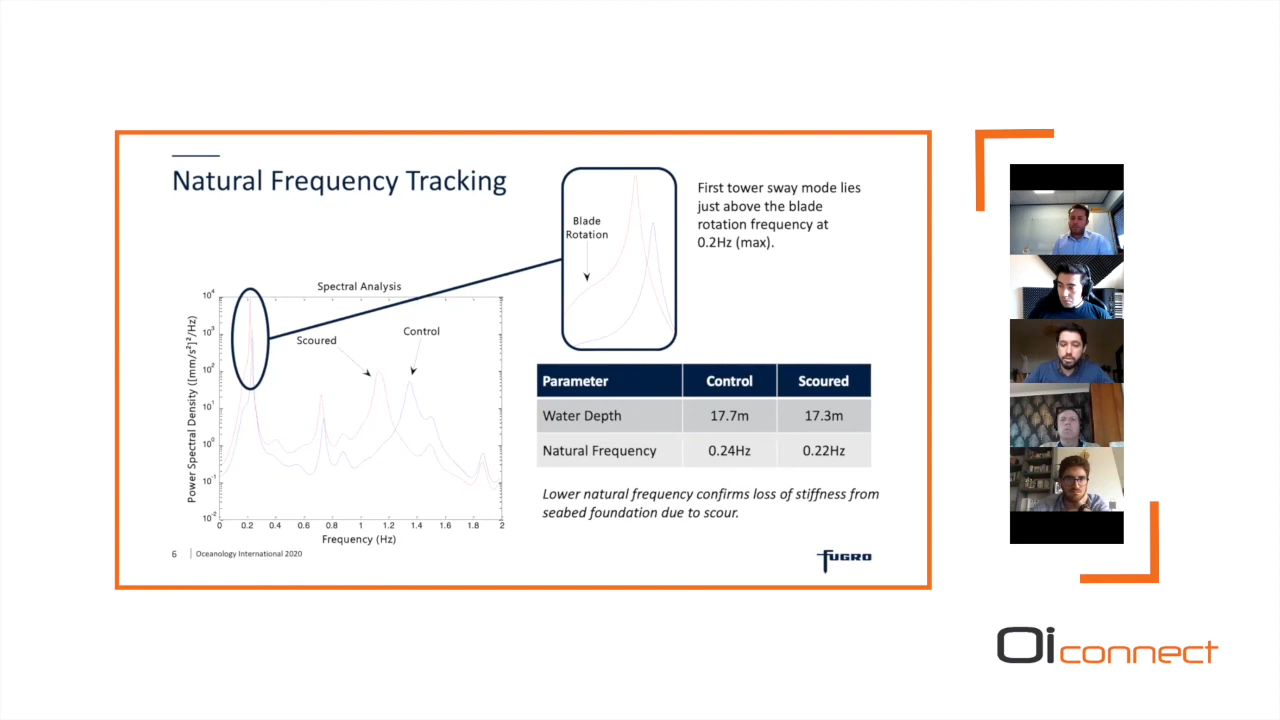 Natural Frequency Tracking
Blade
Rotation
First tower sway mode lies
just above the blade
rotation frequency at
0.2Hz (max).
Spectral Analysis
Scoured
Control
Power Spectral Density ([mm/s²]²/Hz)
10⁴
10³
10²
10¹
10⁰
10⁻¹
10⁻²
0 0.2 0.4 0.6 0.8 1 1.2 1.4 1.6 1.8 2
Frequency (Hz)
Parameter Control Scoured
Water Depth 17.7m 17.3m
Natural Frequency 0.24Hz 0.22Hz
Lower natural frequency confirms loss of stiffness from
seabed foundation due to scour.
6 Oceanology International 2020
FUGRO
Oi connect